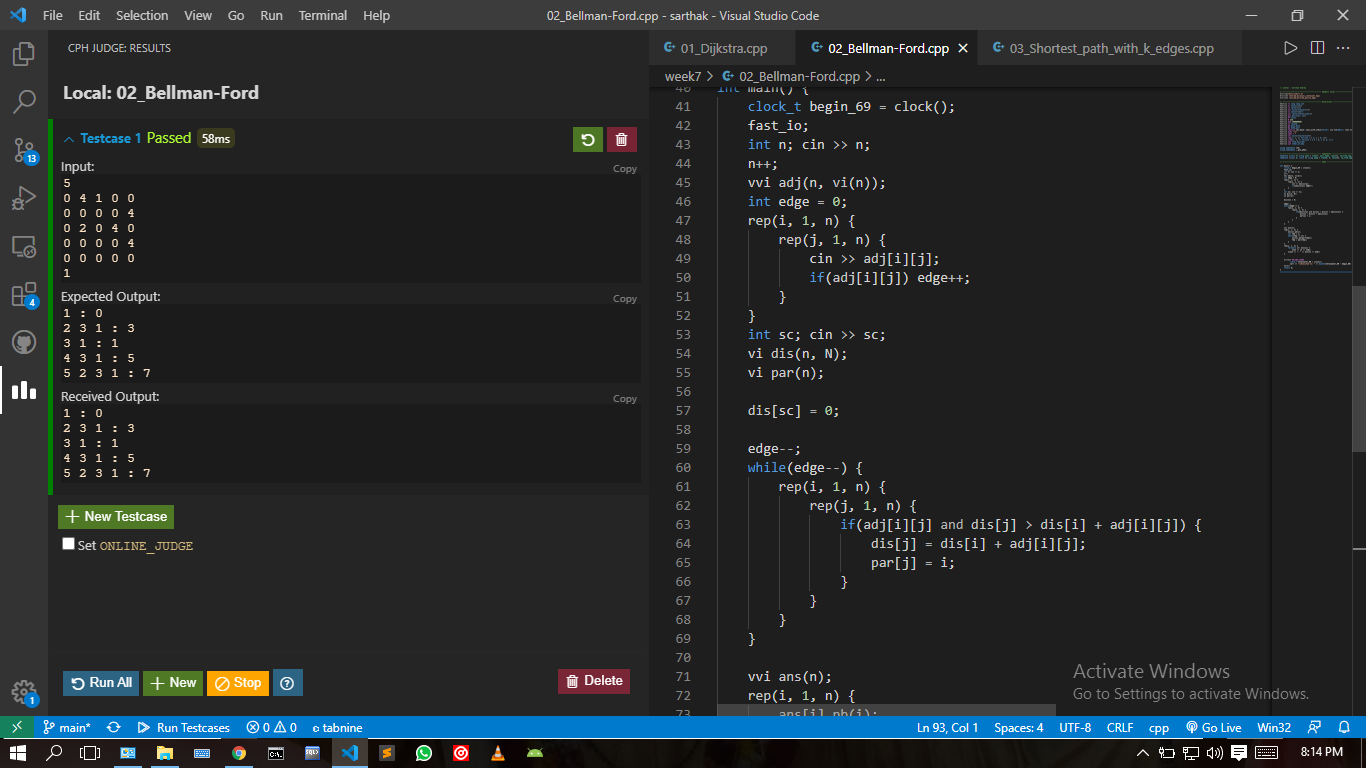 File Edit Selection View Go Run Terminal Help 02_Bellman-Ford.cpp - sarthak - Visual Studio Code
CPH JUDGE: RESULTS
01_Dijkstra.cpp 02_Bellman-Ford.cpp 03_Shortest_path_with_k_edges.cpp
week7 > 02_Bellman-Ford.cpp > ...
Local: 02_Bellman-Ford
Testcase 1 Passed 58ms
Input:
Copy
5
0 4 1 0 0
0 0 0 0 4
0 2 0 4 0
0 0 0 0 4
0 0 0 0 0
1
Expected Output:
Copy
1 : 0
2 3 1 : 3
3 1 : 1
4 3 1 : 5
5 2 3 1 : 7
Received Output:
Copy
1 : 0
2 3 1 : 3
3 1 : 1
4 3 1 : 5
5 2 3 1 : 7
New Testcase
Set ONLINE_JUDGE
Run All New Stop Delete
13
4
1
40 int main() {
41 clock_t begin_69 = clock();
42 fast_io;
43 int n; cin >> n;
44 n++;
45 vvi adj(n, vi(n));
46 int edge = 0;
47 rep(i, 1, n) {
48 rep(j, 1, n) {
49 cin >> adj[i][j];
50 if(adj[i][j]) edge++;
51 }
52 }
53 int sc; cin >> sc;
54 vi dis(n, N);
55 vi par(n);
56
57 dis[sc] = 0;
58
59 edge--;
60 while(edge--) {
61 rep(i, 1, n) {
62 rep(j, 1, n) {
63 if(adj[i][j] and dis[j] > dis[i] + adj[i][j]) {
64 dis[j] = dis[i] + adj[i][j];
65 par[j] = i;
66 }
67 }
68 }
69 }
70
71 vvi ans(n);
72 rep(i, 1, n) {
73 ans[i].pb(i);
Activate Windows
Go to Settings to activate Windows.
main* Run Testcases 0 0 tabnine Ln 93, Col 1 Spaces: 4 UTF-8 CRLF cpp Go Live Win32
8:14 PM